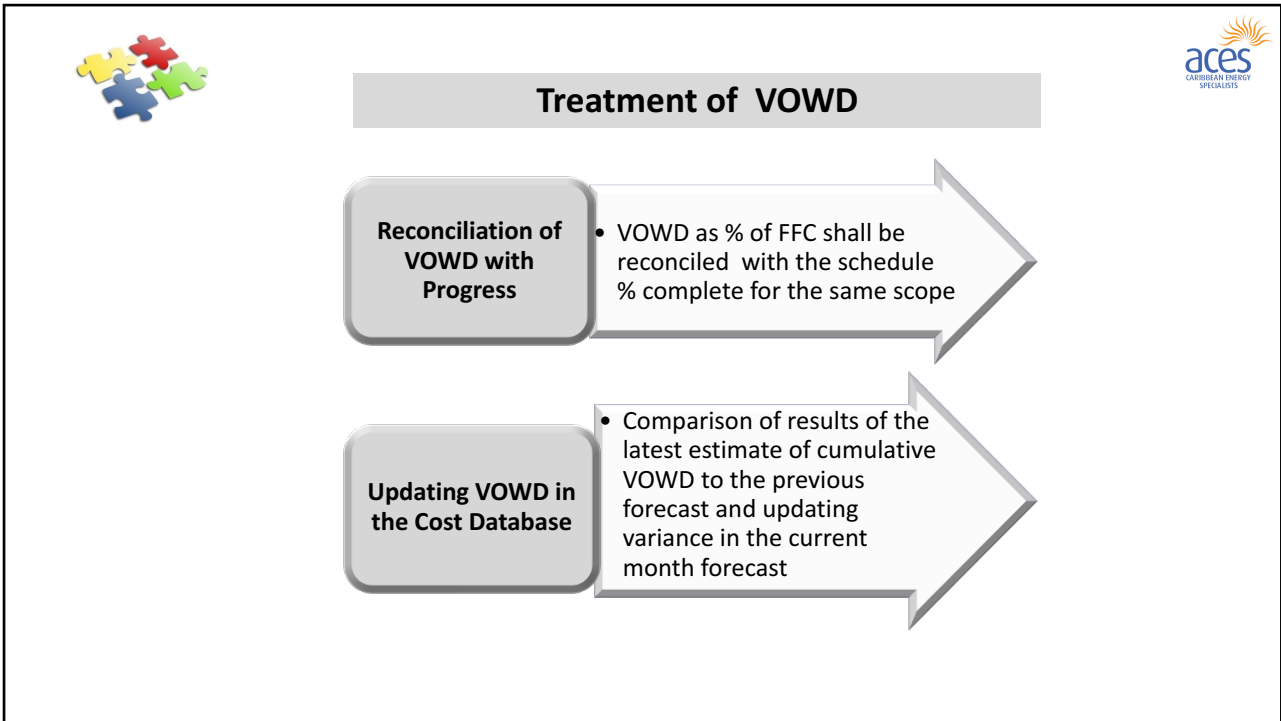 aces
CARIBBEAN ENERGY
SPECIALISTS
Treatment of VOWD
Reconciliation of
VOWD with
Progress
• VOWD as % of FFC shall be
reconciled with the schedule
% complete for the same scope
Updating VOWD in
the Cost Database
• Comparison of results of the
latest estimate of cumulative
VOWD to the previous
forecast and updating
variance in the current
month forecast